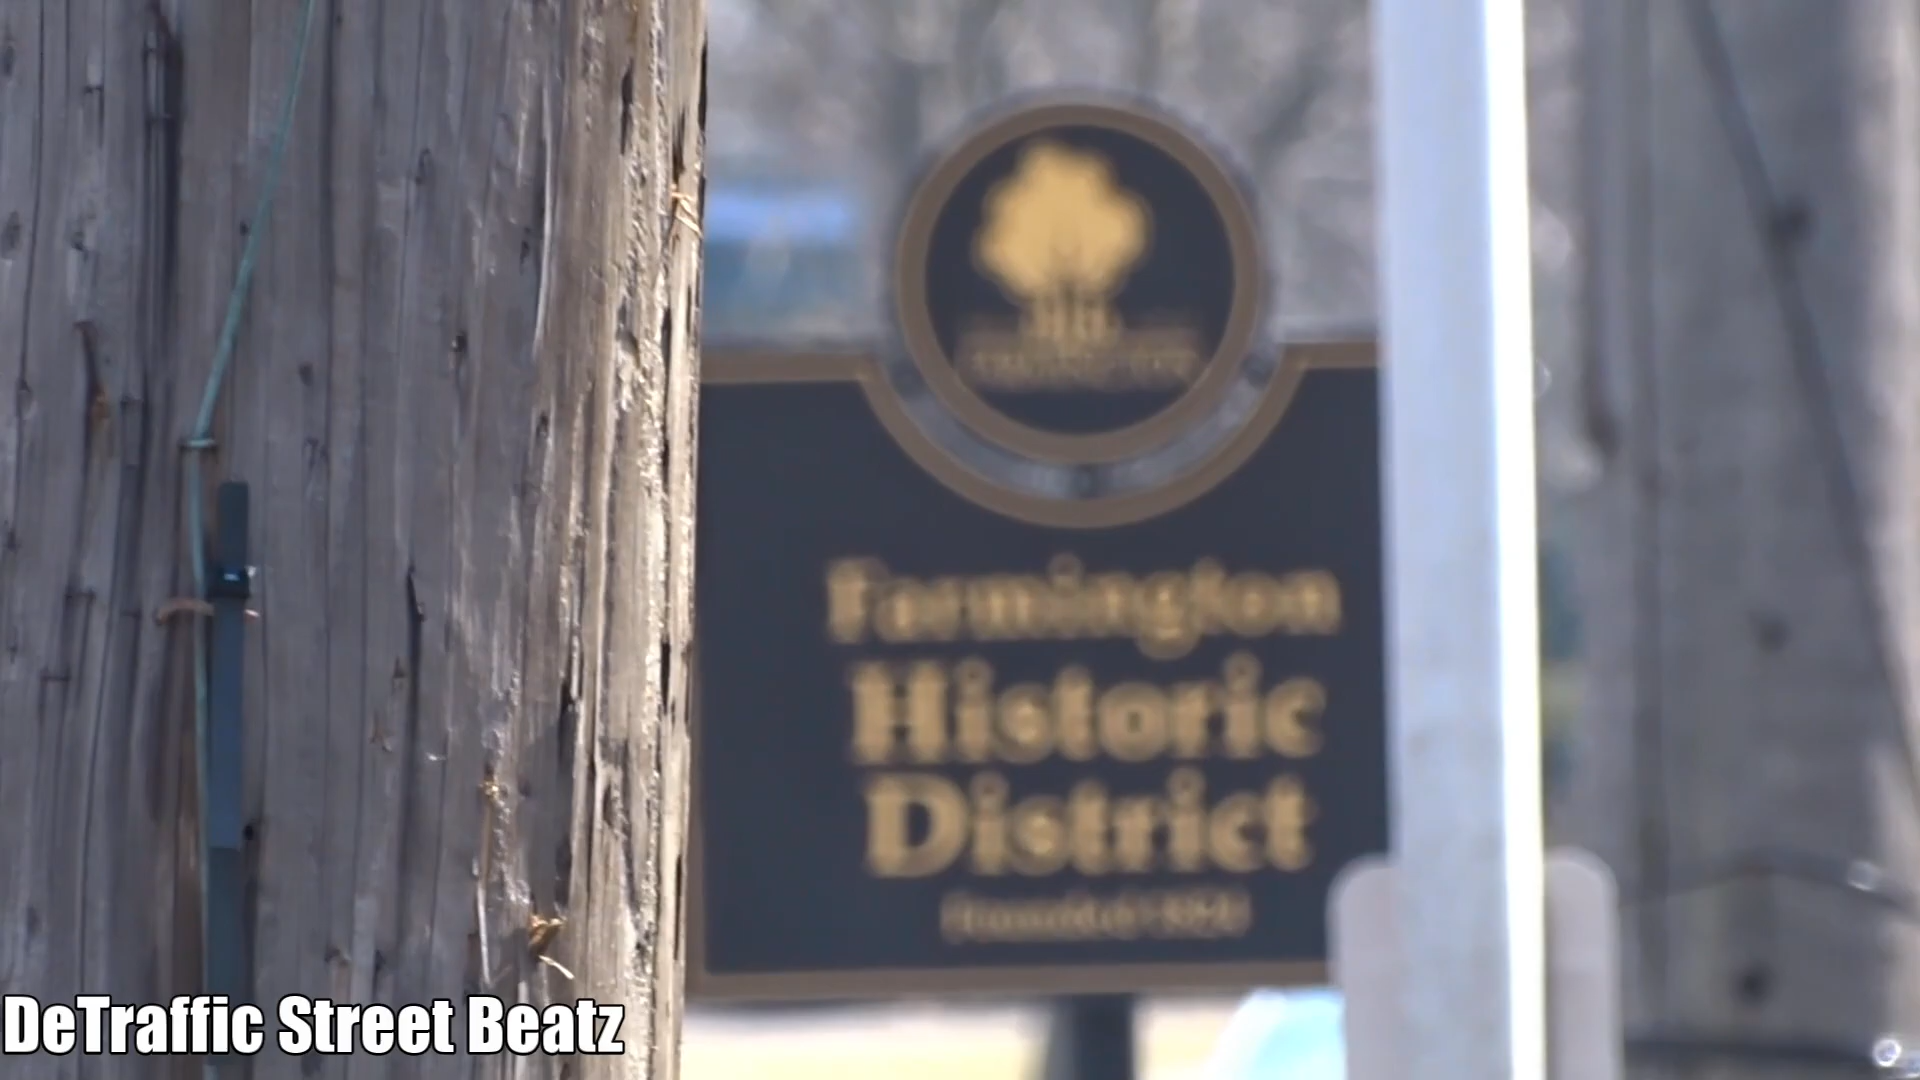 Farmington
Historic
District
DeTraffic Street Beatz